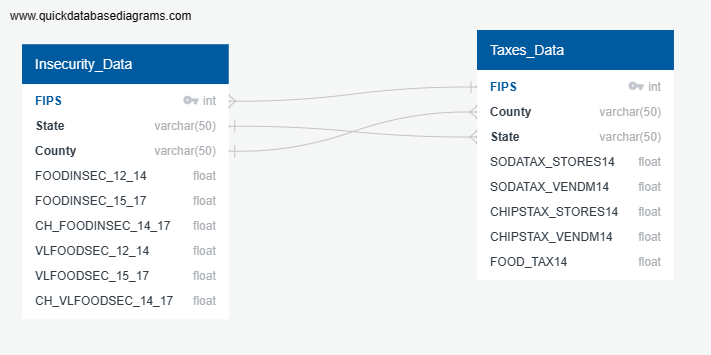 www.quickdatabasediagrams.com
Insecurity_Data
FIPS int
State varchar(50)
County varchar(50)
FOODINSEC_12_14 float
FOODINSEC_15_17 float
CH_FOODINSEC_14_17 float
VLFOODSEC_12_14 float
VLFOODSEC_15_17 float
CH_VLFOODSEC_14_17 float
Taxes_Data
FIPS int
County varchar(50)
State varchar(50)
SODATAX_STORES14 float
SODATAX_VENDM14 float
CHIPSTAX_STORES14 float
CHIPSTAX_VENDM14 float
FOOD_TAX14 float